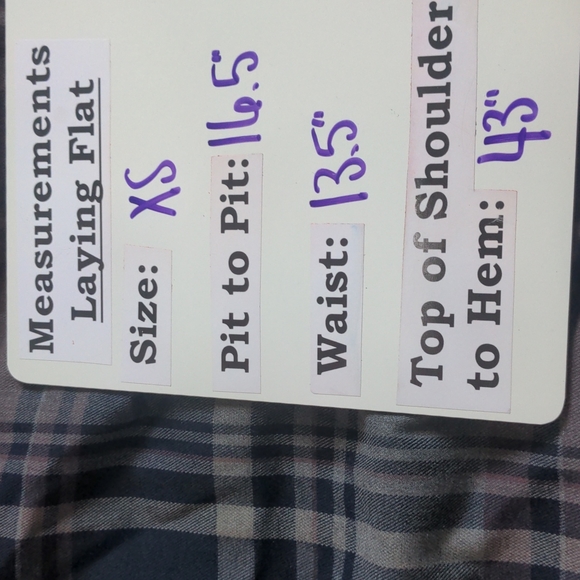 Measurements
Laying Flat
Size: XS
Pit to Pit: 16.5"
Waist: 13.5"
Top of Shoulder
to Hem: 43"